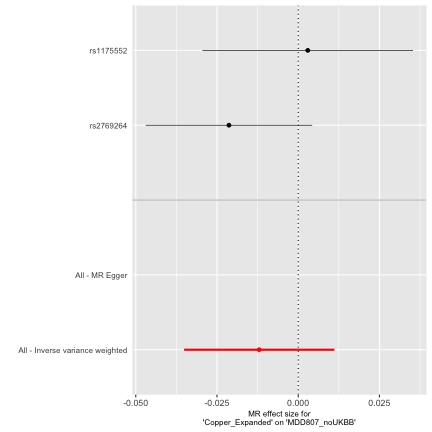 rs1175552
rs2769264
All - MR Egger
All - Inverse variance weighted
-0.050
-0.025
0.000
0.025
MR effect size for
'Copper_Expanded' on 'MDD807_noUKBB'